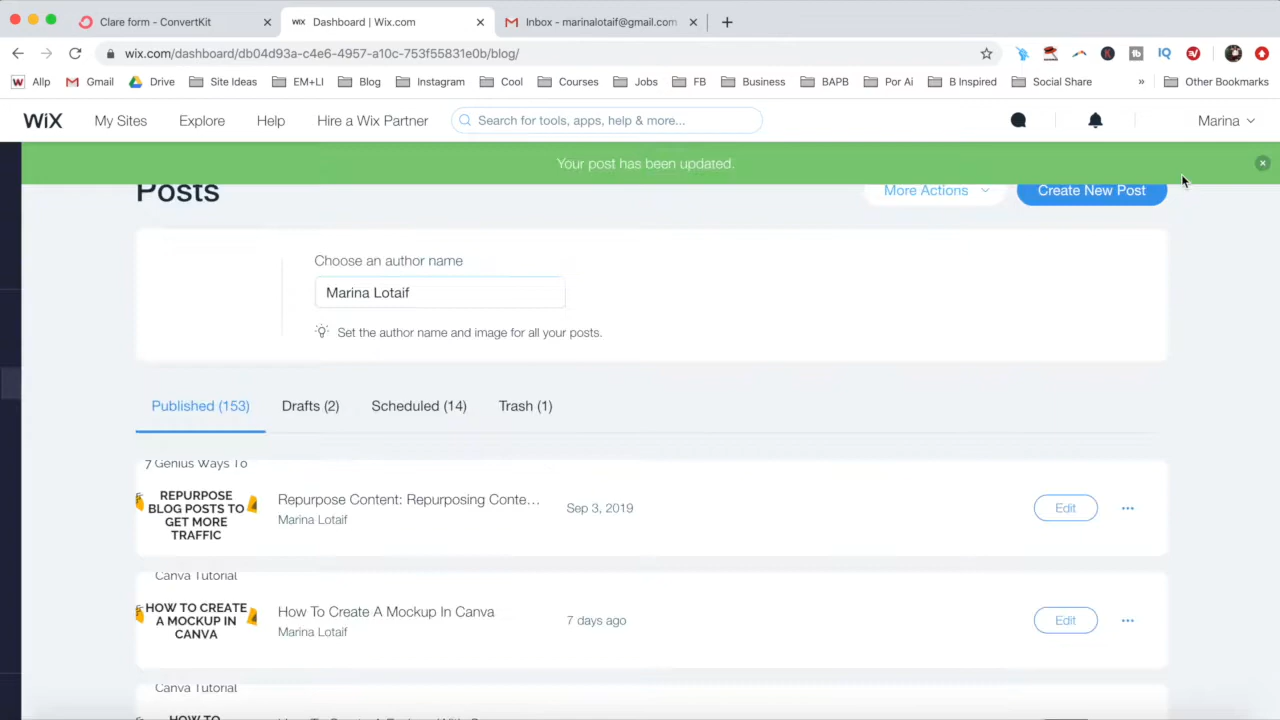 Clare form - ConvertKit
Dashboard | Wix.com
Inbox - marinalotaif@gmail.com
wix.com/dashboard/db04d93a-c4e6-4957-a10c-753f55831e0b/blog/
Allp Gmail Drive Site Ideas EM+LI Blog Instagram Cool Courses Jobs FB Business BAPB Por Ai B Inspired Social Share » Other Bookmarks
WiX My Sites Explore Help Hire a Wix Partner Search for tools, apps, help & more... Marina
Your post has been updated.
Posts More Actions Create New Post
Choose an author name
Marina Lotaif
Set the author name and image for all your posts.
Published (153) Drafts (2) Scheduled (14) Trash (1)
7 Genius Ways To
REPURPOSE
BLOG POSTS TO
GET MORE
TRAFFIC
Repurpose Content: Repurposing Conte...
Marina Lotaif
Sep 3, 2019
Edit
Canva Tutorial
HOW TO CREATE
A MOCKUP IN
CANVA
How To Create A Mockup In Canva
Marina Lotaif
7 days ago
Edit
Canva Tutorial
HOW TO